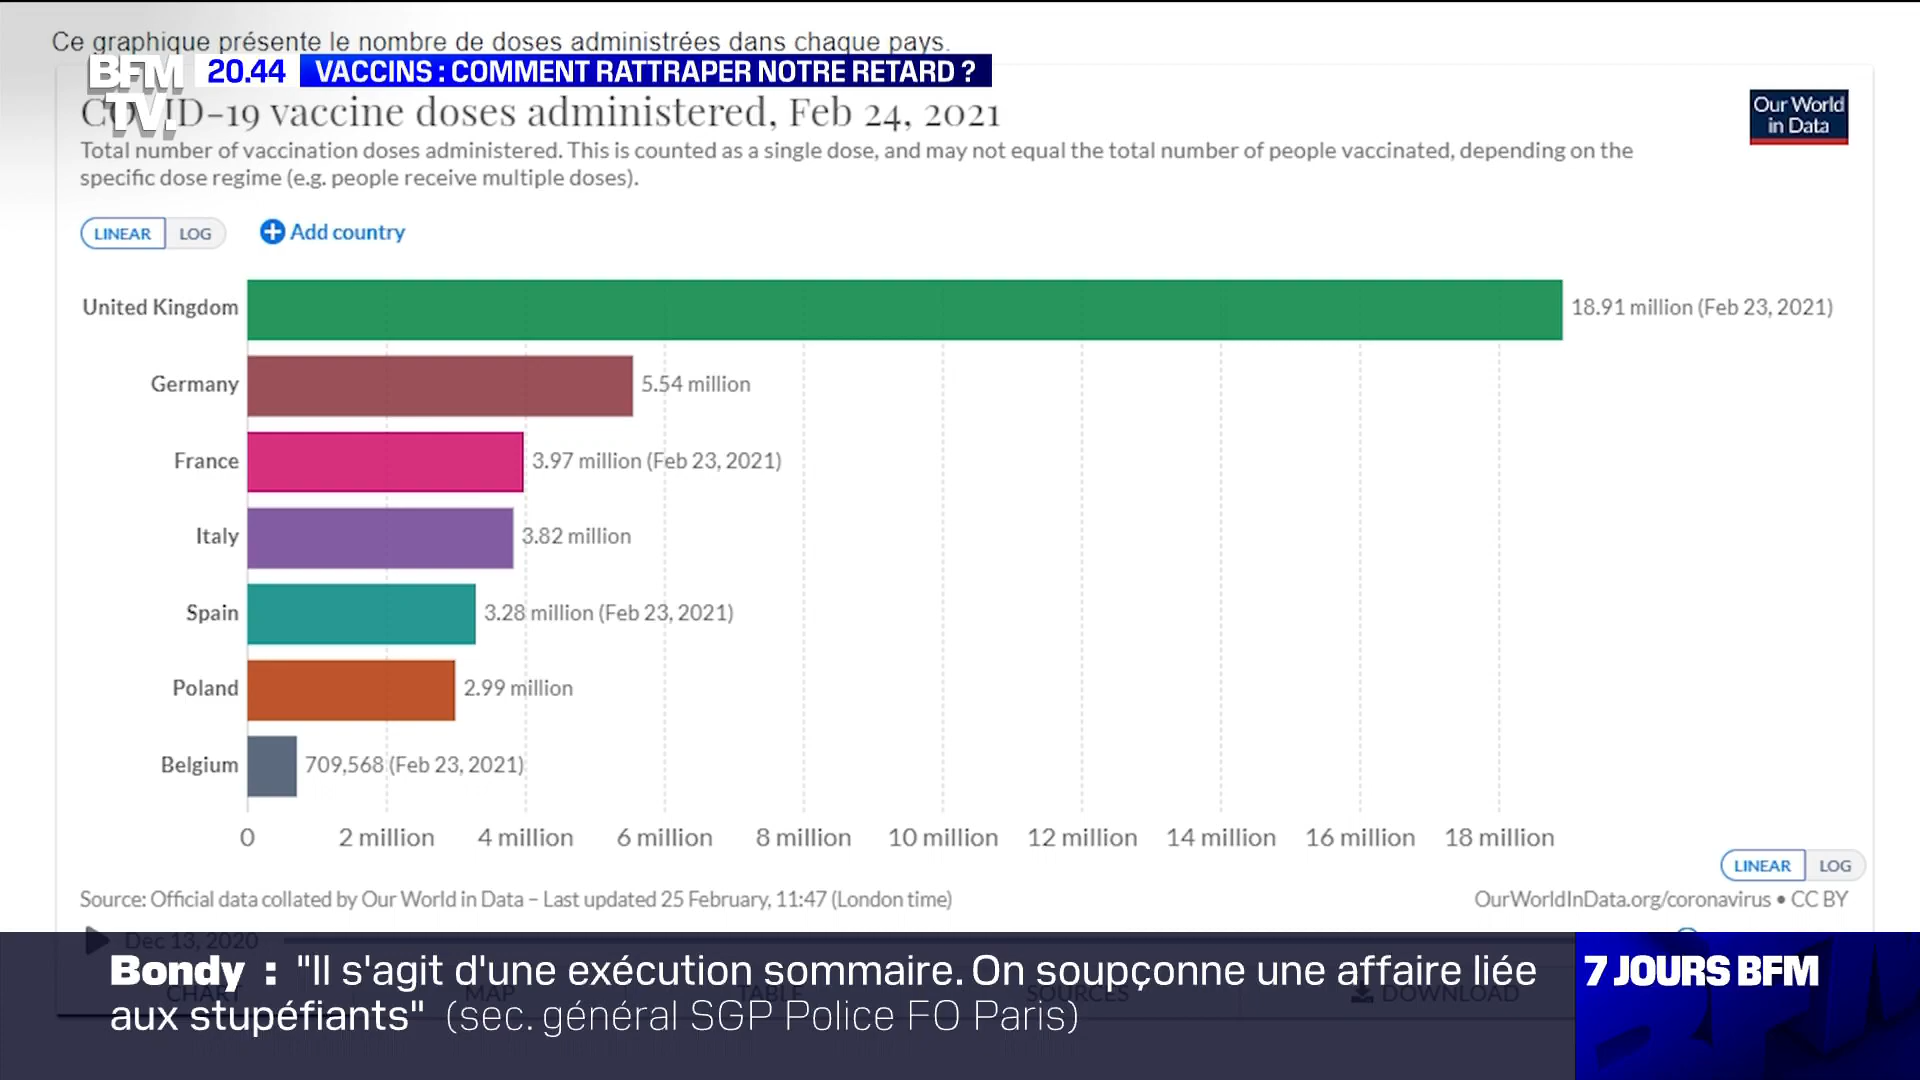 Ce graphique présente le nombre de doses administrées dans chaque pays.
BFM
TV.
20.44
VACCINS : COMMENT RATTRAPER NOTRE RETARD ?
COVID-19 vaccine doses administered, Feb 24, 2021
Our World
in Data
Total number of vaccination doses administered. This is counted as a single dose, and may not equal the total number of people vaccinated, depending on the
specific dose regime (e.g. people receive multiple doses).
LINEAR LOG
Add country
United Kingdom 18.91 million (Feb 23, 2021)
Germany 5.54 million
France 3.97 million (Feb 23, 2021)
Italy 3.82 million
Spain 3.28 million (Feb 23, 2021)
Poland 2.99 million
Belgium 709,568 (Feb 23, 2021)
0 2 million 4 million 6 million 8 million 10 million 12 million 14 million 16 million 18 million
LINEAR LOG
Source: Official data collated by Our World in Data – Last updated 25 February, 11:47 (London time)
OurWorldInData.org/coronavirus • CC BY
Dec 13, 2020
CHART MAP TABLE SOURCES DOWNLOAD
Bondy : "Il s'agit d'une exécution sommaire. On soupçonne une affaire liée
aux stupéfiants" (sec. général SGP Police FO Paris)
7 JOURS BFM
BFM